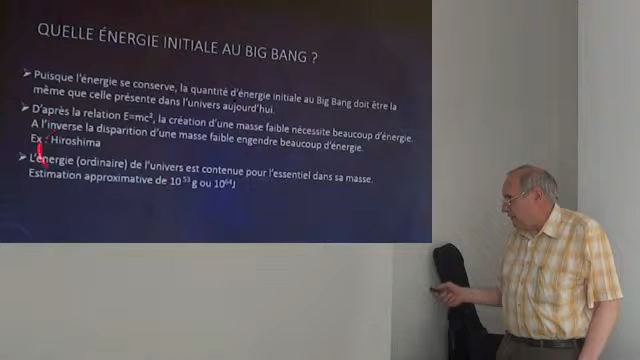 QUELLE ÉNERGIE INITIALE AU BIG BANG ?
➢ Puisque l'énergie se conserve, la quantité d'énergie initiale au Big Bang doit être la
même que celle présente dans l'univers aujourd'hui.
➢ D'après la relation E=mc², la création d'une masse faible nécessite beaucoup d'énergie.
A l'inverse la disparition d'une masse faible engendre beaucoup d'énergie.
Ex : Hiroshima
➢ L'énergie (ordinaire) de l'univers est contenue pour l'essentiel dans sa masse.
Estimation approximative de 10⁵³ g ou 10⁶⁴J